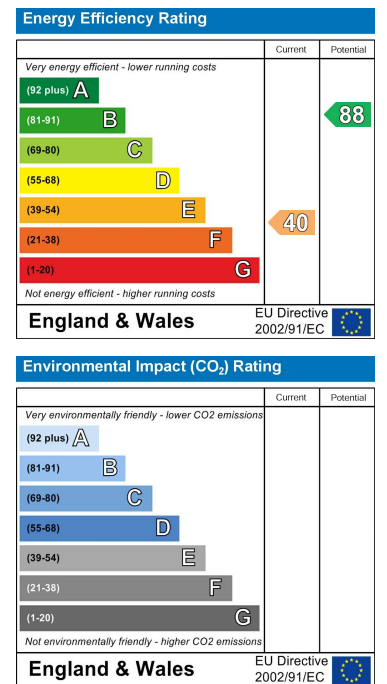 Energy Efficiency Rating
Current Potential
Very energy efficient - lower running costs
(92 plus) A
(81-91) B
88
(69-80) C
(55-68) D
(39-54) E
40
(21-38) F
(1-20) G
Not energy efficient - higher running costs
England & Wales
EU Directive
2002/91/EC
Environmental Impact (CO₂) Rating
Current Potential
Very environmentally friendly - lower CO2 emissions
(92 plus) A
(81-91) B
(69-80) C
(55-68) D
(39-54) E
(21-38) F
(1-20) G
Not environmentally friendly - higher CO2 emissions
England & Wales
EU Directive
2002/91/EC